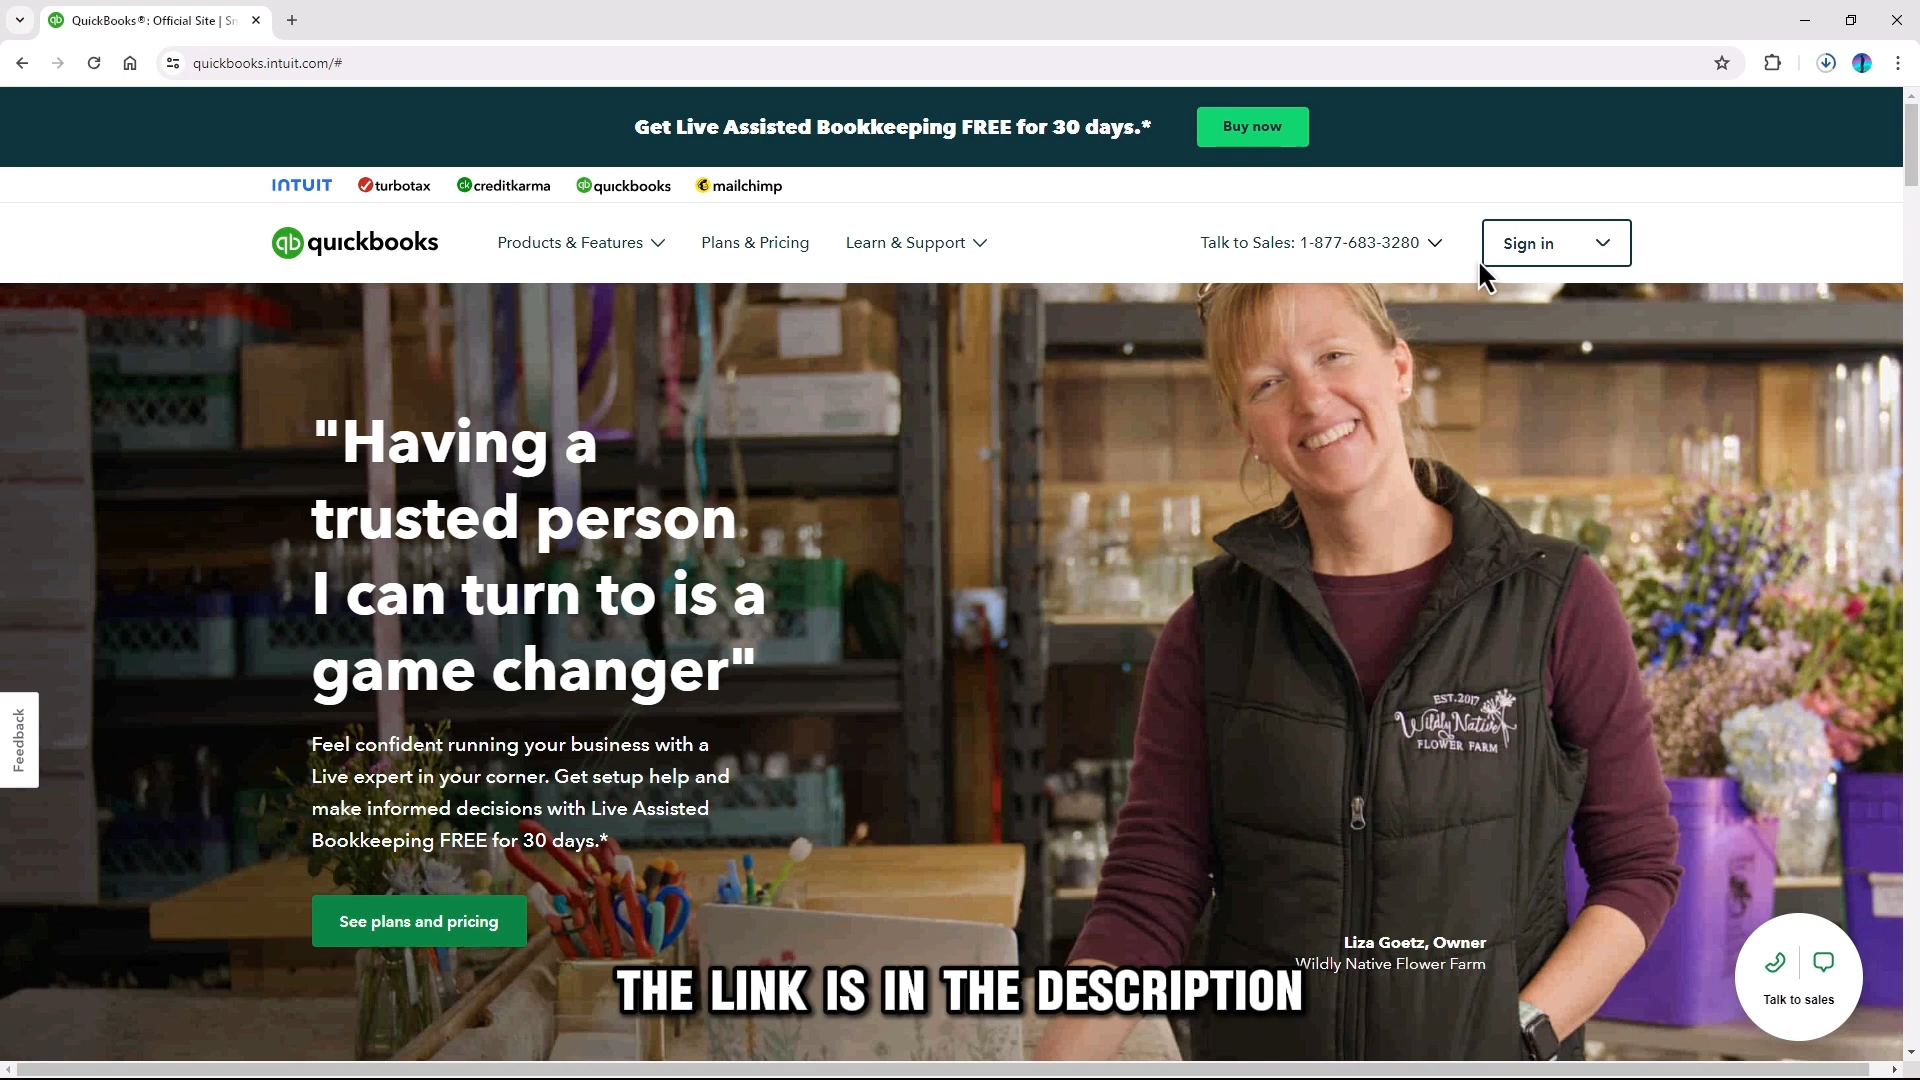 QuickBooks®: Official Site | Sm
quickbooks.intuit.com/#
Get Live Assisted Bookkeeping FREE for 30 days.*
Buy now
INTUIT
turbotax
ck creditkarma
qb quickbooks
mailchimp
qb quickbooks
Products & Features
Plans & Pricing
Learn & Support
Talk to Sales: 1-877-683-3280
Sign in
"Having a
trusted person
I can turn to is a
game changer"
Feel confident running your business with a
Live expert in your corner. Get setup help and
make informed decisions with Live Assisted
Bookkeeping FREE for 30 days.*
See plans and pricing
EST.2017
Wildly Native
FLOWER FARM
Liza Goetz, Owner
Wildly Native Flower Farm
Feedback
Talk to sales
THE LINK IS IN THE DESCRIPTION